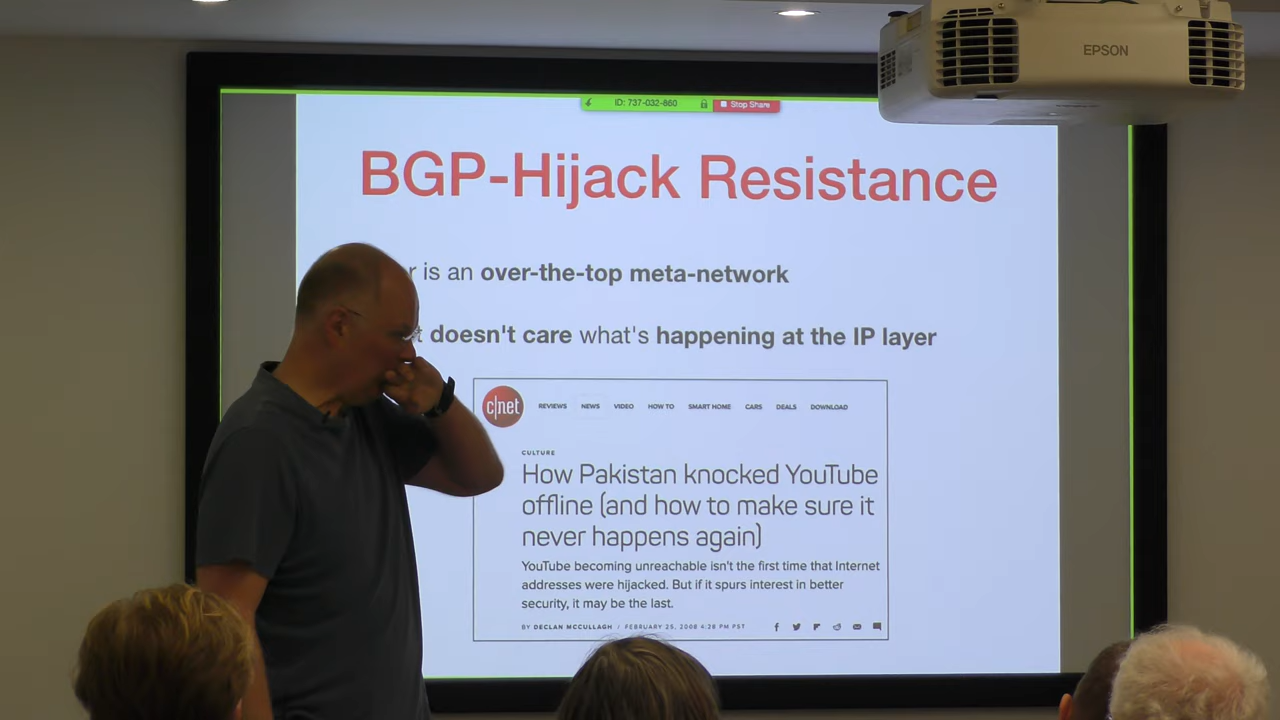 EPSON
ID: 737-032-860
Stop Share
BGP-Hijack Resistance
is an over-the-top meta-network
doesn't care what's happening at the IP layer
c|net
REVIEWS NEWS VIDEO HOW TO SMART HOME CARS DEALS DOWNLOAD
CULTURE
How Pakistan knocked YouTube
offline (and how to make sure it
never happens again)
YouTube becoming unreachable isn't the first time that Internet
addresses were hijacked. But if it spurs interest in better
security, it may be the last.
BY DECLAN MCCULLAGH / FEBRUARY 25, 2008 4:28 PM PST